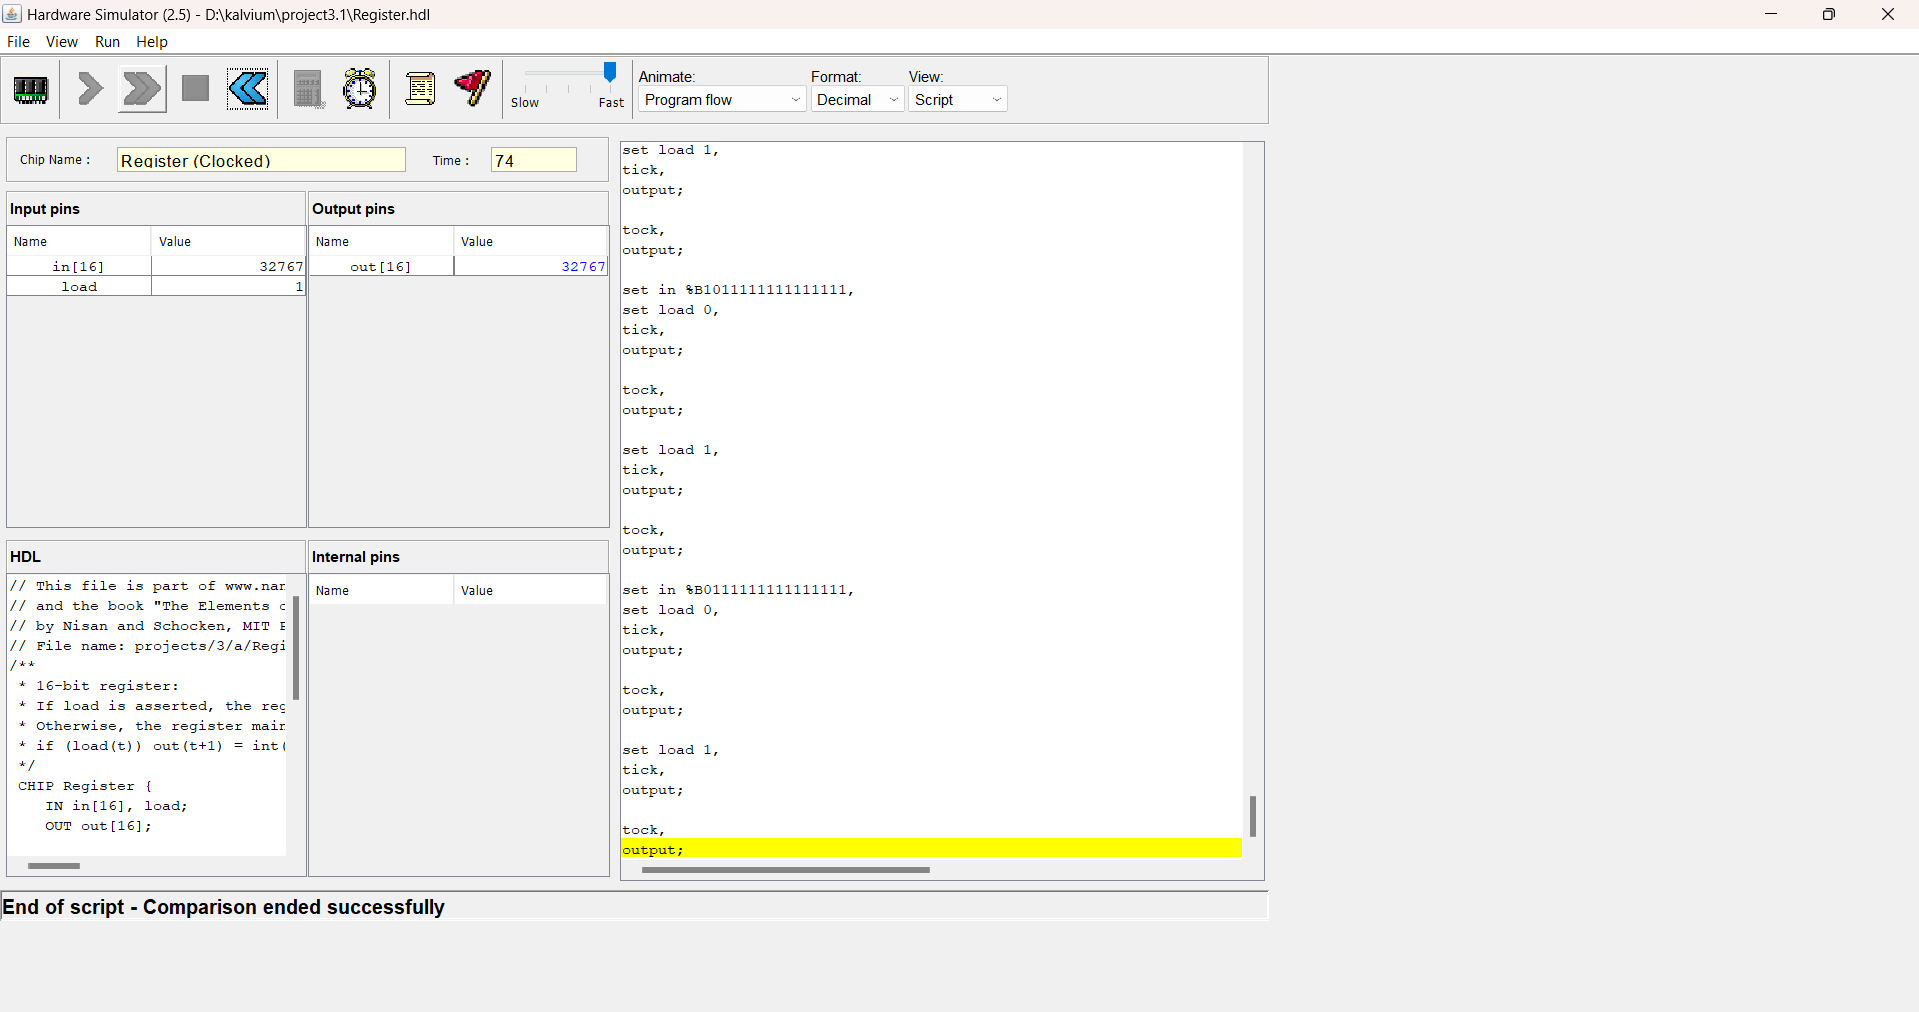 Hardware Simulator (2.5) - D:\kalvium\project3.1\Register.hdl
File View Run Help
Slow Fast
Animate: Format: View:
Program flow Decimal Script
Chip Name : Register (Clocked) Time : 74
Input pins
Name Value
in[16] 32767
load 1
Output pins
Name Value
out[16] 32767
HDL
// This file is part of www.nan
// and the book "The Elements o
// by Nisan and Schocken, MIT P
// File name: projects/3/a/Regi
/**
* 16-bit register:
* If load is asserted, the reg
* Otherwise, the register main
* if (load(t)) out(t+1) = int(
*/
CHIP Register {
IN in[16], load;
OUT out[16];
Internal pins
Name Value
set load 1,
tick,
output;
tock,
output;
set in %B1011111111111111,
set load 0,
tick,
output;
tock,
output;
set load 1,
tick,
output;
tock,
output;
set in %B0111111111111111,
set load 0,
tick,
output;
tock,
output;
set load 1,
tick,
output;
tock,
output;
End of script - Comparison ended successfully